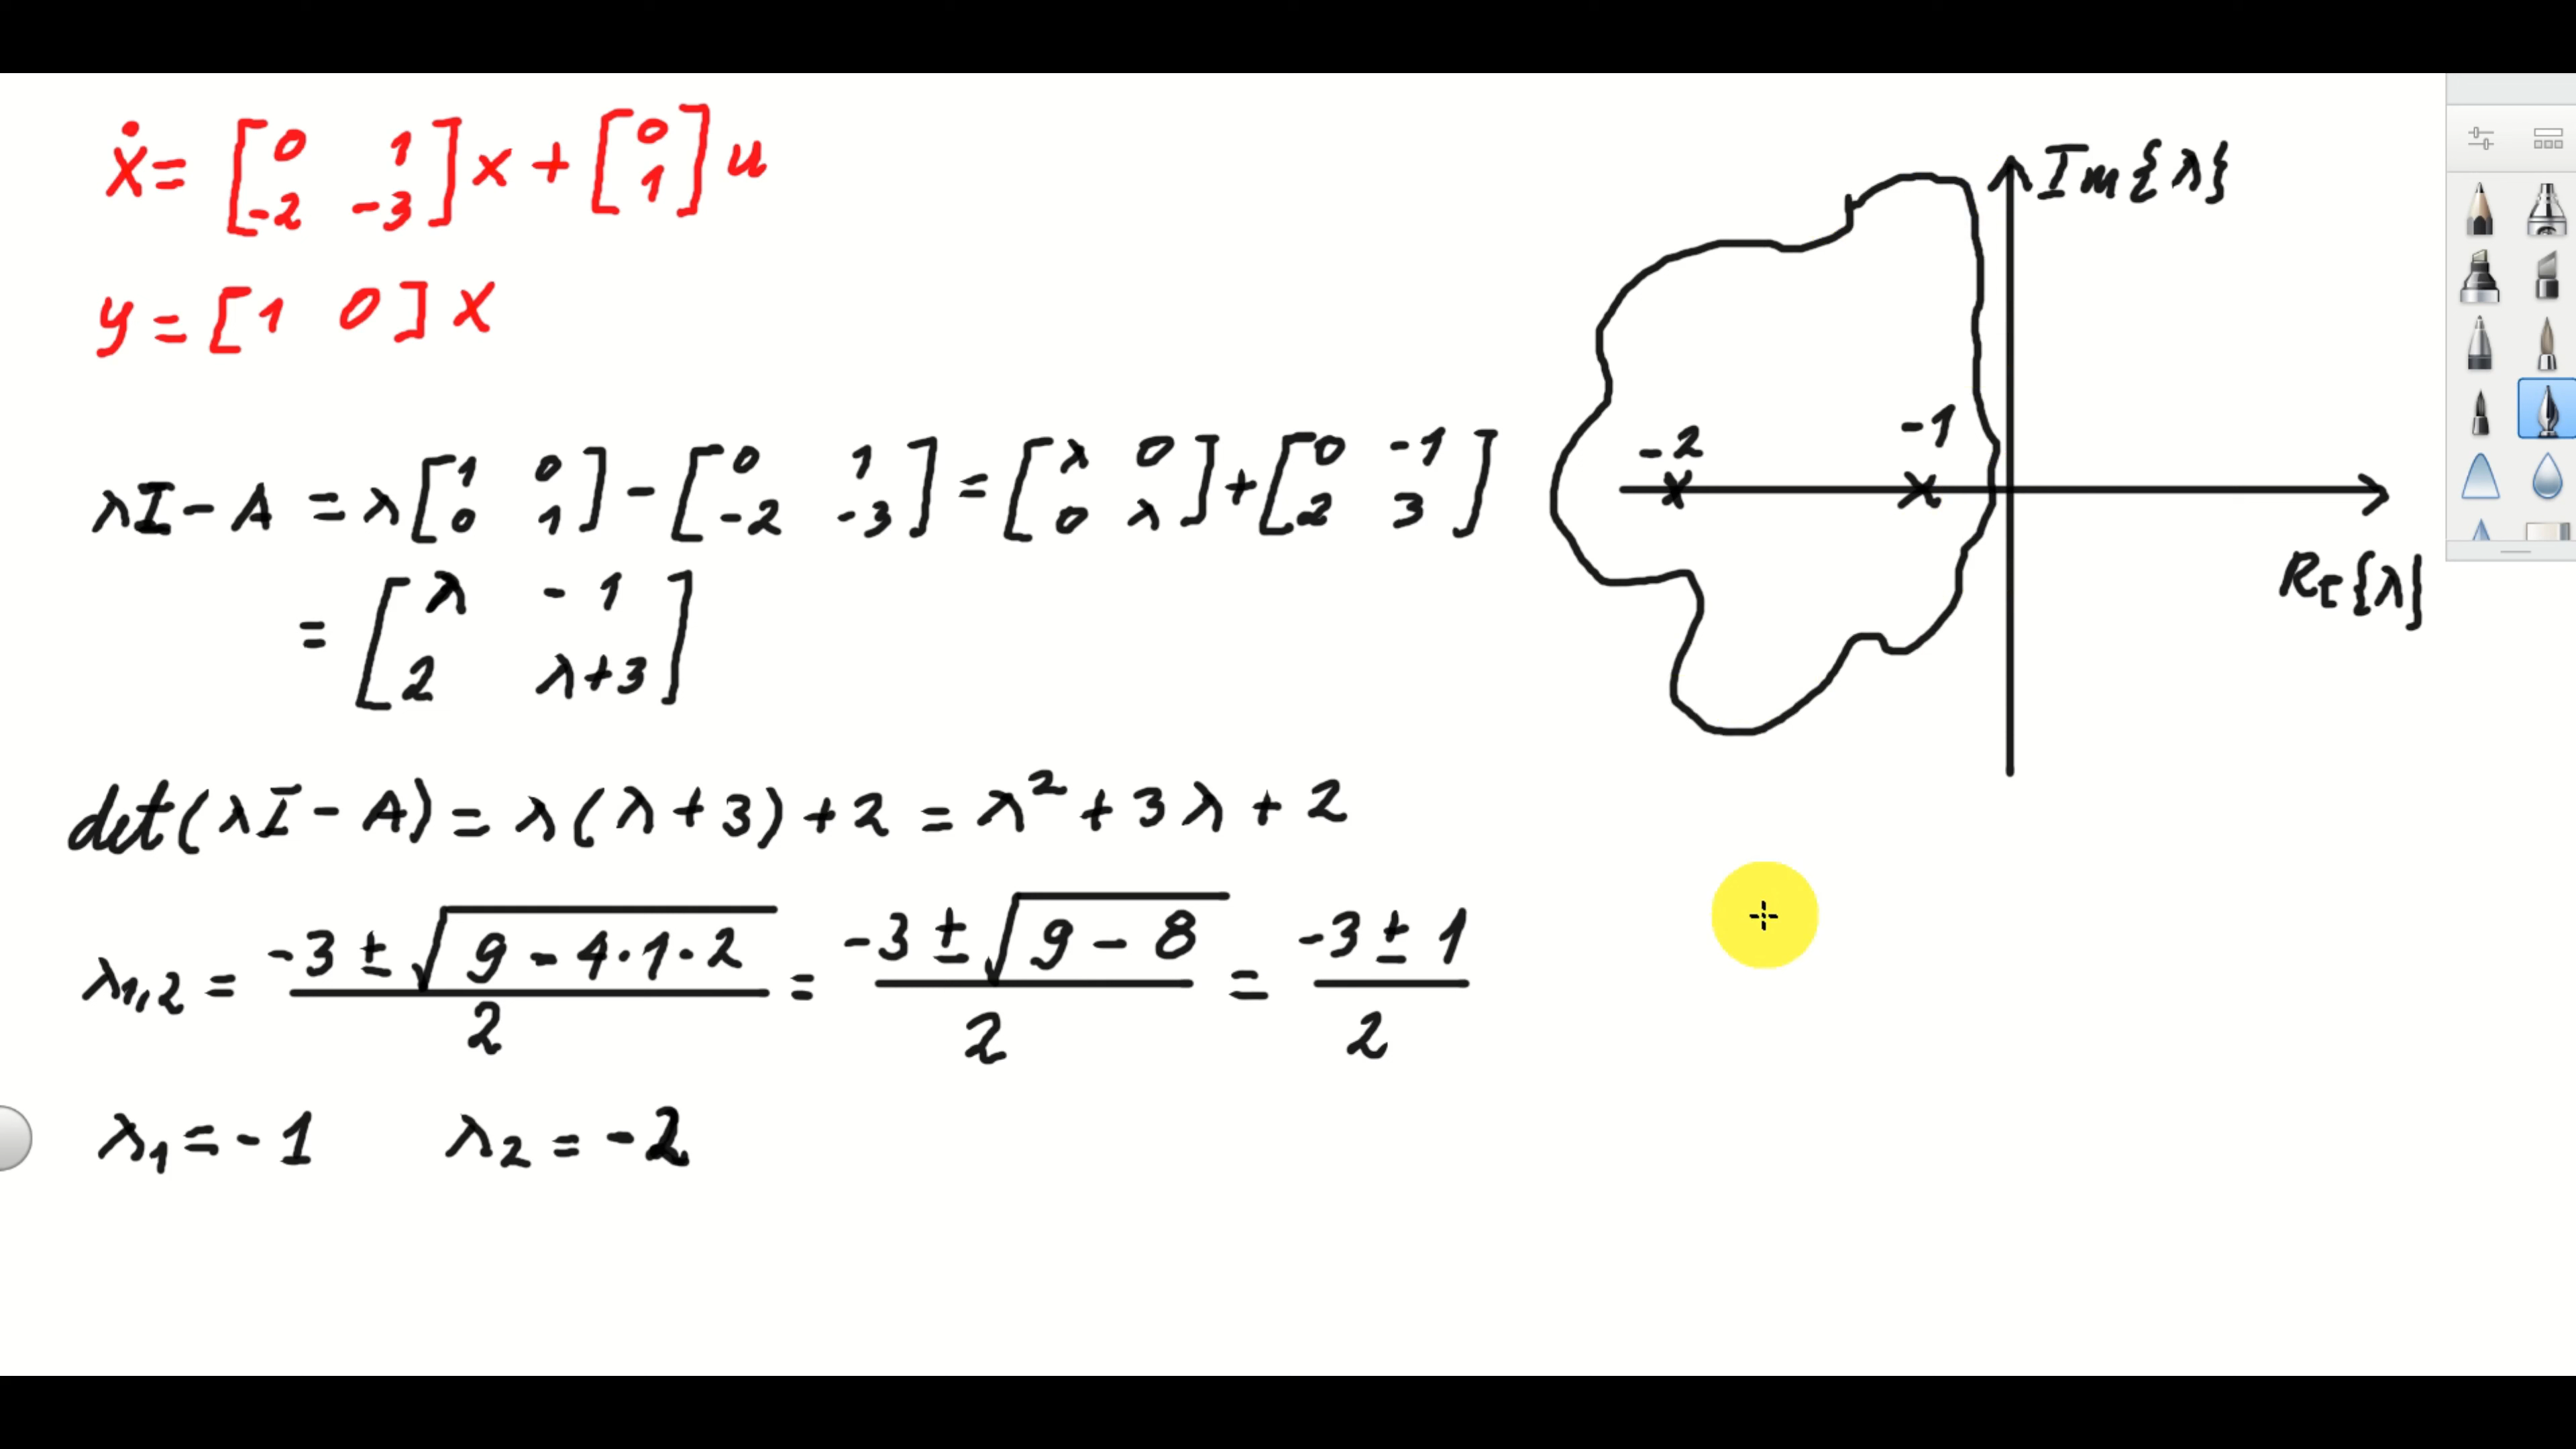 ẋ = [0 1; -2 -3] x + [0; 1] u
y = [1 0] x
λI - A = λ[1 0; 0 1] - [0 1; -2 -3] = [λ 0; 0 λ] + [0 -1; 2 3]
= [λ -1; 2 λ+3]
det(λI - A) = λ(λ + 3) + 2 = λ² + 3λ + 2
λ₁,₂ = (-3 ± √(9 - 4·1·2))/2 = (-3 ± √(9 - 8))/2 = (-3 ± 1)/2
λ₁ = -1 λ₂ = -2
Im{λ}
-2 -1
RE{λ}